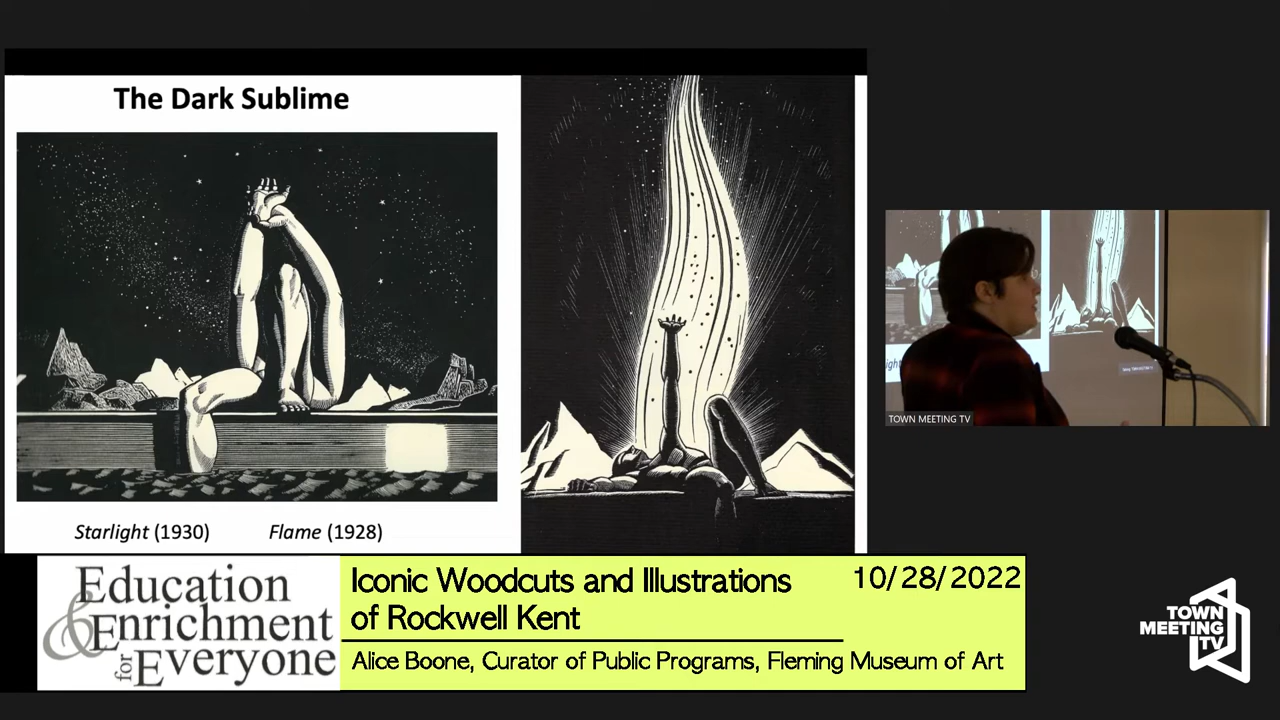 The Dark Sublime
Starlight (1930) Flame (1928)
TOWN MEETING TV
Education
& Enrichment
for Everyone
Iconic Woodcuts and Illustrations
of Rockwell Kent
10/28/2022
Alice Boone, Curator of Public Programs, Fleming Museum of Art
TOWN
MEETING
TV